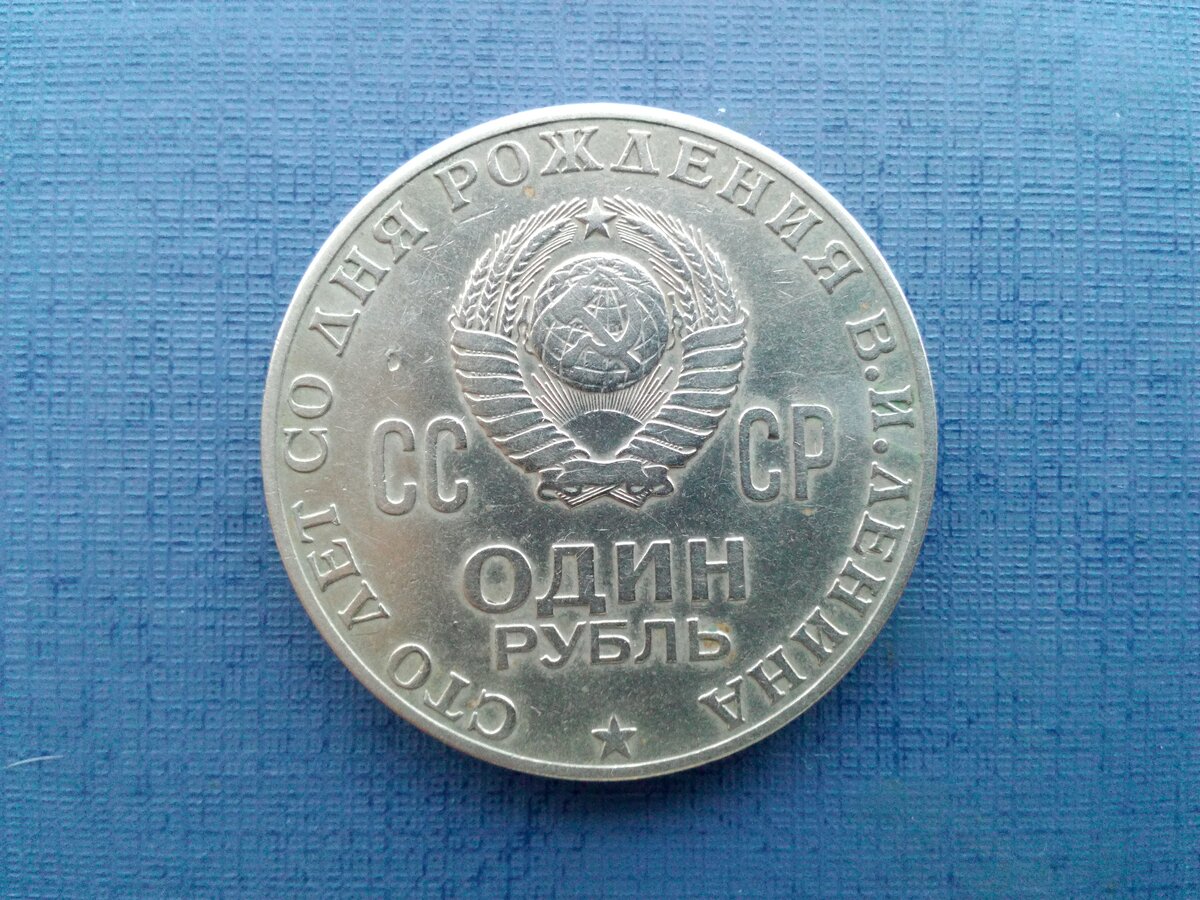 СТО ЛЕТ СО ДНЯ РОЖДЕНИЯ В.И.ЛЕНИНА
СС СР
ОДИН
РУБЛЬ